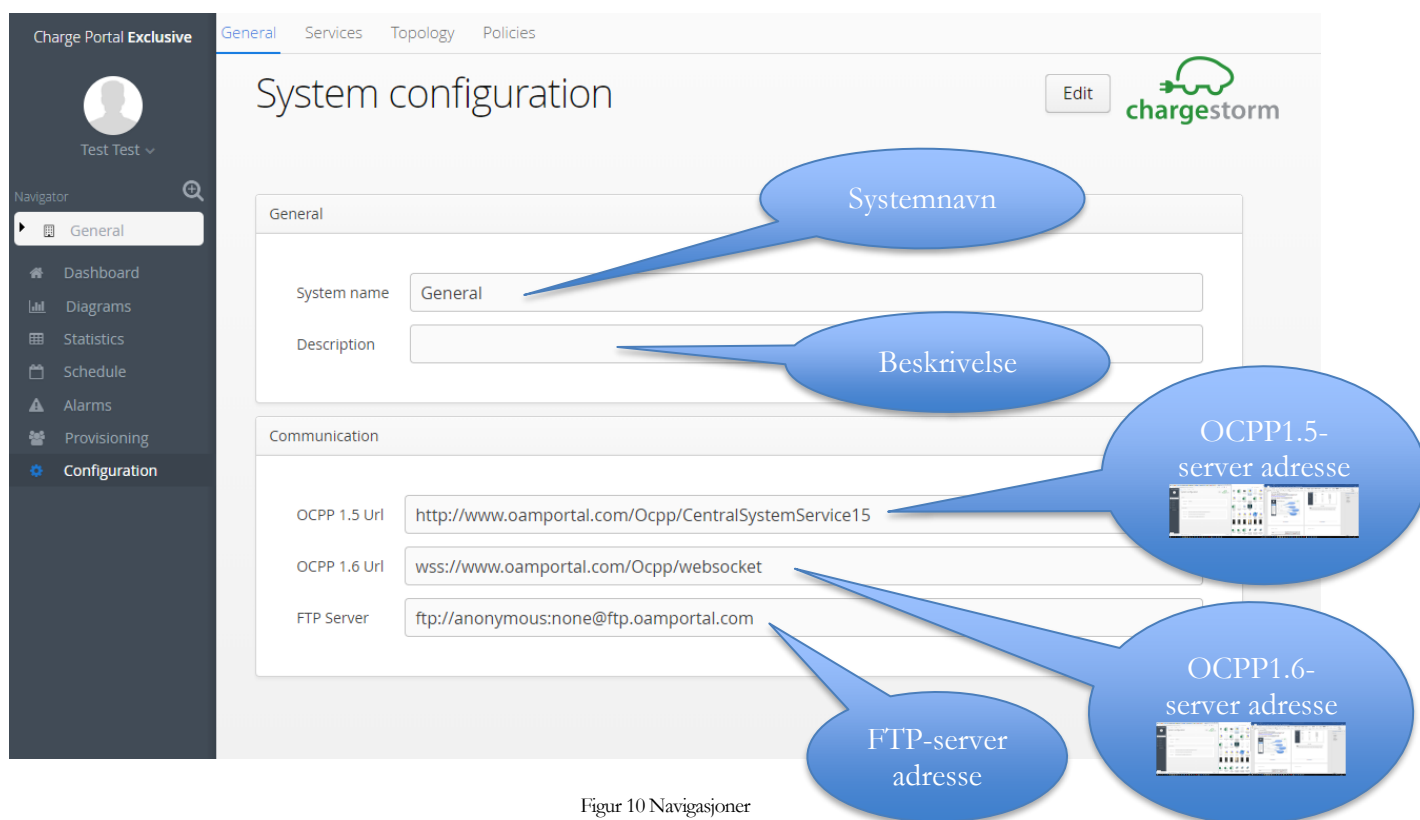 Charge Portal Exclusive
Test Test
Navigator
General
Dashboard
Diagrams
Statistics
Schedule
Alarms
Provisioning
Configuration
General Services Topology Policies
System configuration
Edit
chargestorm
General
System name General
Description
Systemnavn
Beskrivelse
Communication
OCPP 1.5 Url http://www.oamportal.com/Ocpp/CentralSystemService15
OCPP 1.6 Url wss://www.oamportal.com/Ocpp/websocket
FTP Server ftp://anonymous:none@ftp.oamportal.com
OCPP1.5-
server adresse
OCPP1.6-
server adresse
FTP-server
adresse
Figur 10 Navigasjoner